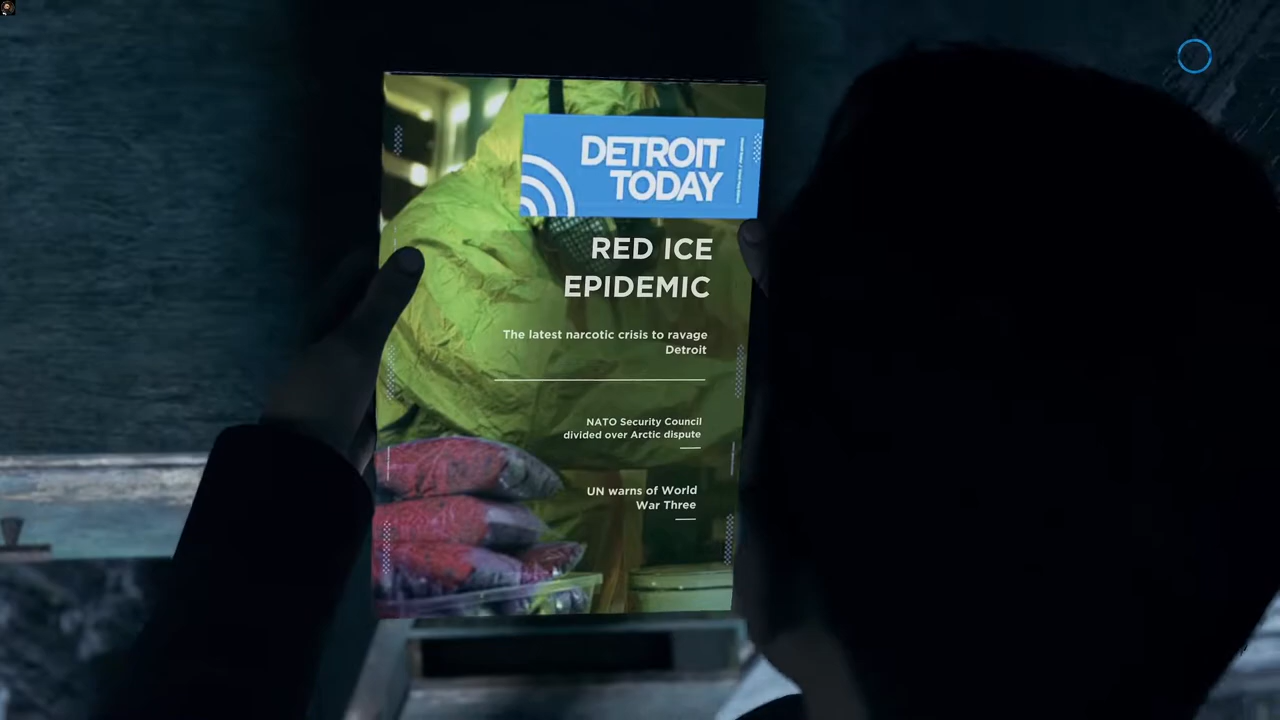 DETROIT
TODAY
RED ICE
EPIDEMIC
The latest narcotic crisis to ravage
Detroit
NATO Security Council
divided over Arctic dispute
UN warns of World
War Three